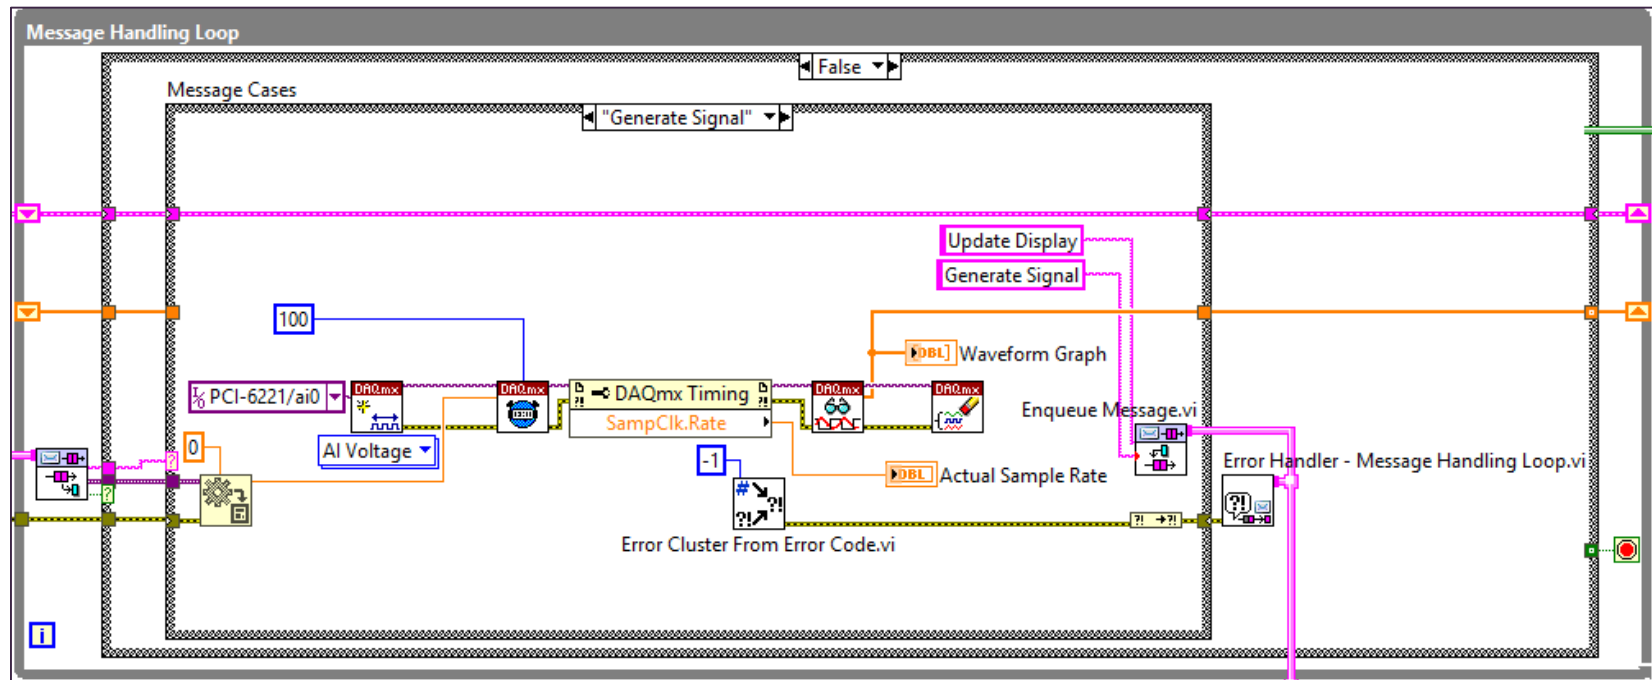 Message Handling Loop
False
Message Cases
"Generate Signal"
Update Display
Generate Signal
100
DBL
Waveform Graph
PCI-6221/ai0
DAQmx
DAQmx
DAQmx Timing
DAQmx
DAQmx
SampClk.Rate
Enqueue Message.vi
AI Voltage
0
-1
DBL
Actual Sample Rate
Error Handler - Message Handling Loop.vi
?
?
# ?!
?!
?!
?! ?!
Error Cluster From Error Code.vi
i